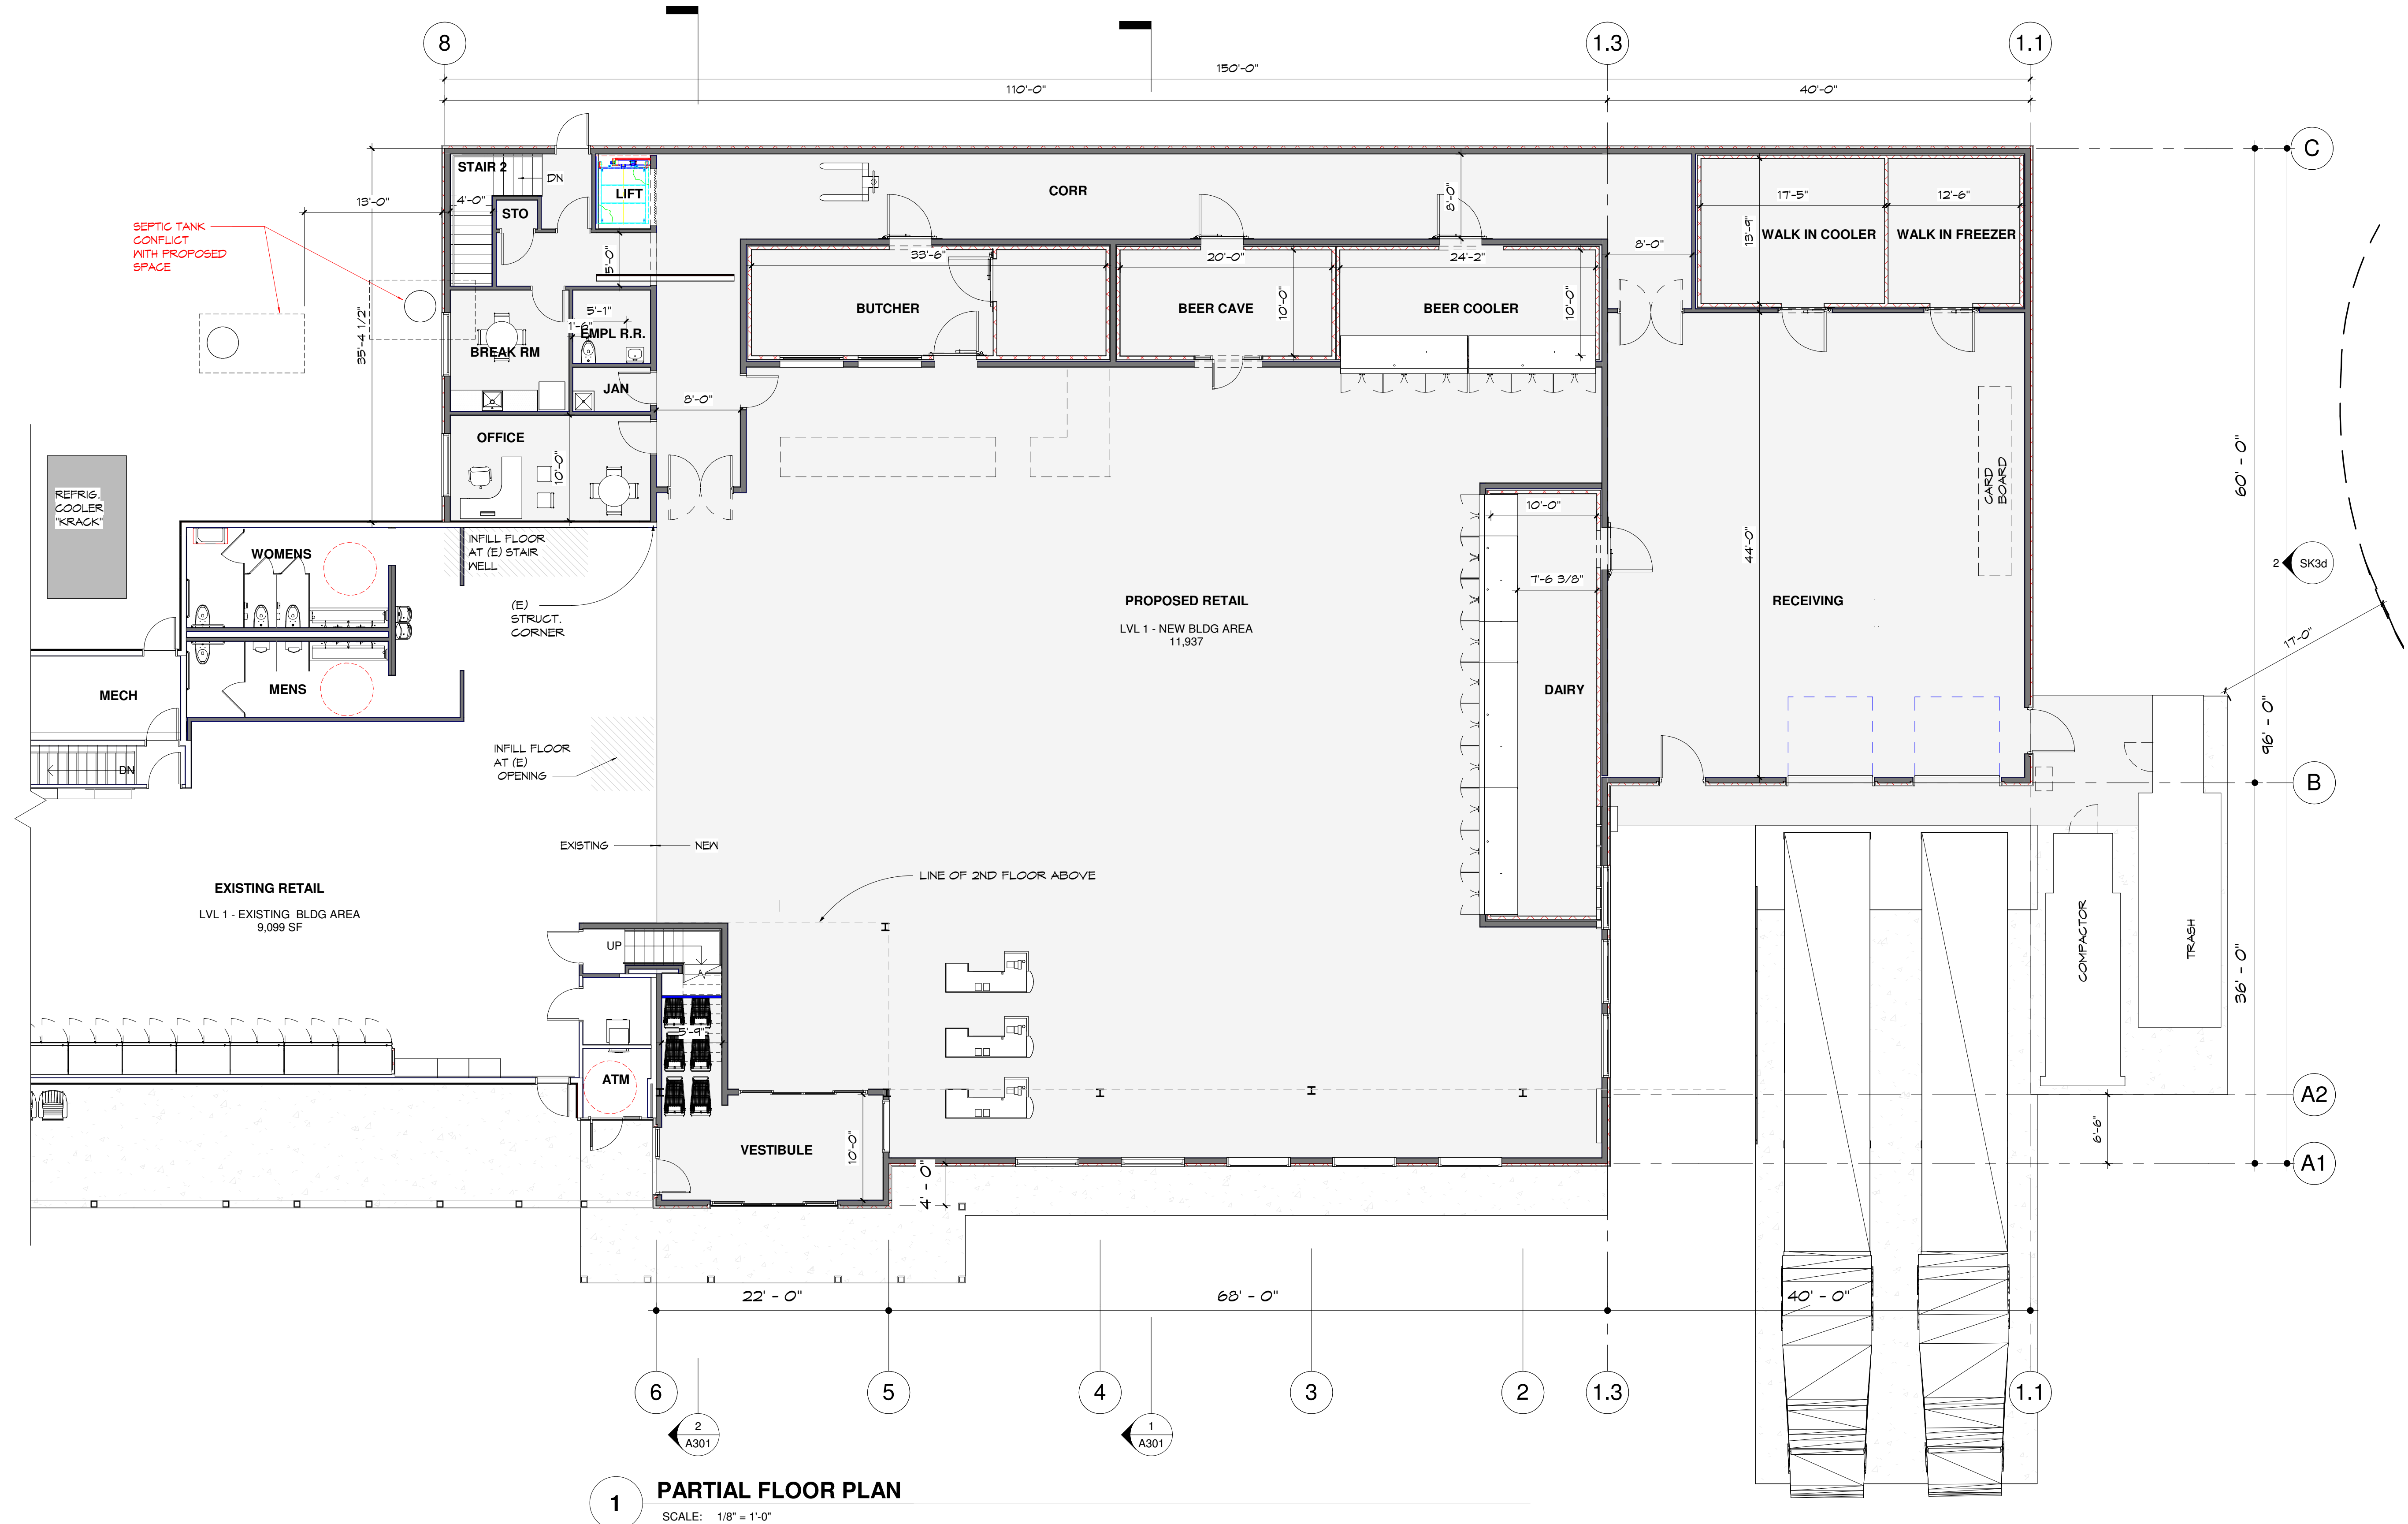 8
1.3
1.1
150'-0"
110'-0"
40'-0"
C
STAIR 2
DN
LIFT
CORR
8'-0"
13'-0"
4'-0"
STO
17'-5"
12'-6"
13'-9"
WALK IN COOLER
WALK IN FREEZER
SEPTIC TANK
CONFLICT
WITH PROPOSED
SPACE
5'-0"
33'-6"
20'-0"
24'-2"
8'-0"
35'-4 1/2"
BUTCHER
BEER CAVE
10'-0"
BEER COOLER
10'-0"
5'-1"
1'-6"
EMPL R.R.
BREAK RM
JAN
8'-0"
OFFICE
10'-0"
CARD
BOARD
60' - 0"
REFRIG.
COOLER
"KRACK"
10'-0"
INFILL FLOOR
AT (E) STAIR
WELL
WOMENS
44'-0"
2
SK3d
7'-6 3/8"
(E)
STRUCT.
CORNER
PROPOSED RETAIL
LVL 1 - NEW BLDG AREA
11,937
RECEIVING
17'-0"
MECH
MENS
DAIRY
96' - 0"
INFILL FLOOR
AT (E)
OPENING
DN
B
EXISTING
NEW
LINE OF 2ND FLOOR ABOVE
EXISTING RETAIL
LVL 1 - EXISTING BLDG AREA
9,099 SF
UP
COMPACTOR
TRASH
36' - 0"
5'-9"
ATM
A2
6'-6"
VESTIBULE
10'-0"
A1
4' - 0"
22' - 0"
68' - 0"
40' - 0"
6
5
4
3
2
1.3
1.1
2
A301
1
A301
1
PARTIAL FLOOR PLAN
SCALE: 1/8" = 1'-0"